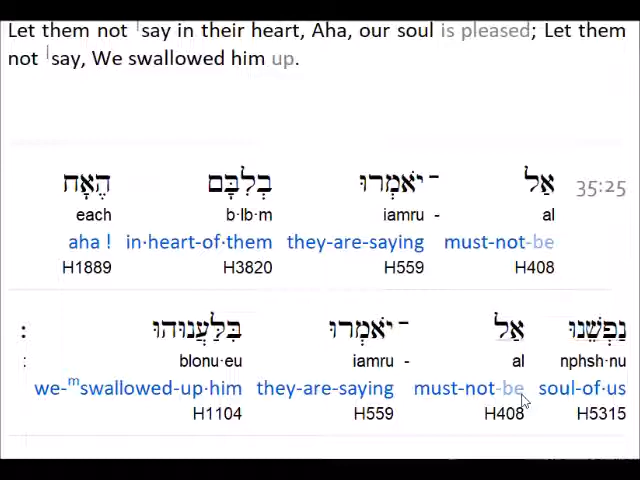 Let them not ˡsay in their heart, Aha, our soul is pleased; Let them
not ˡsay, We swallowed him up.
35:25 אַל ־ יֹאמְרוּ בְלִבָּם הֶאָח
al iamru - b·lb·m each
must-not-be they-are-saying in·heart-of·them aha !
H408 H559 H3820 H1889
נַפְשֵׁנוּ אַל ־ יֹאמְרוּ בִּלַּעֲנוּהוּ :
nphsh·nu al iamru - blonu·eu :
soul-of·us must-not-be they-are-saying we-ᵐswallowed-up·him
H5315 H408 H559 H1104